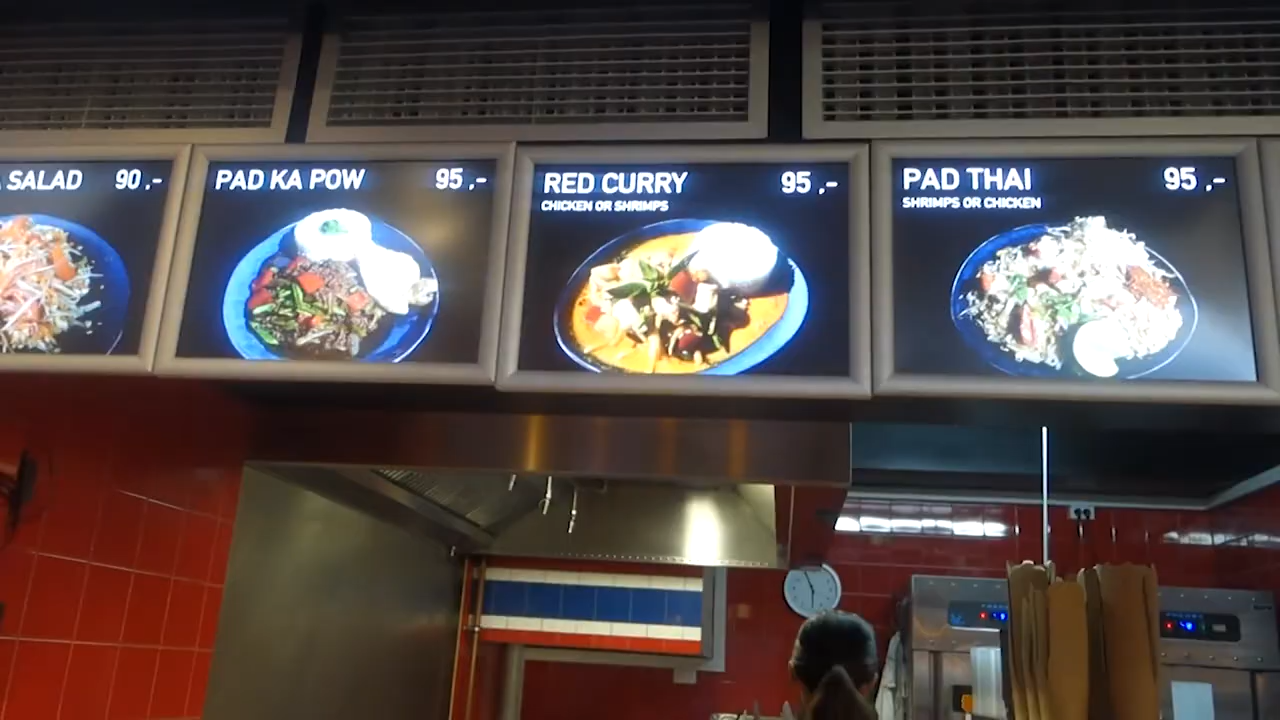 SALAD 90.-
PAD KA POW 95.-
RED CURRY 95.-
CHICKEN OR SHRIMPS
PAD THAI 95.-
SHRIMPS OR CHICKEN